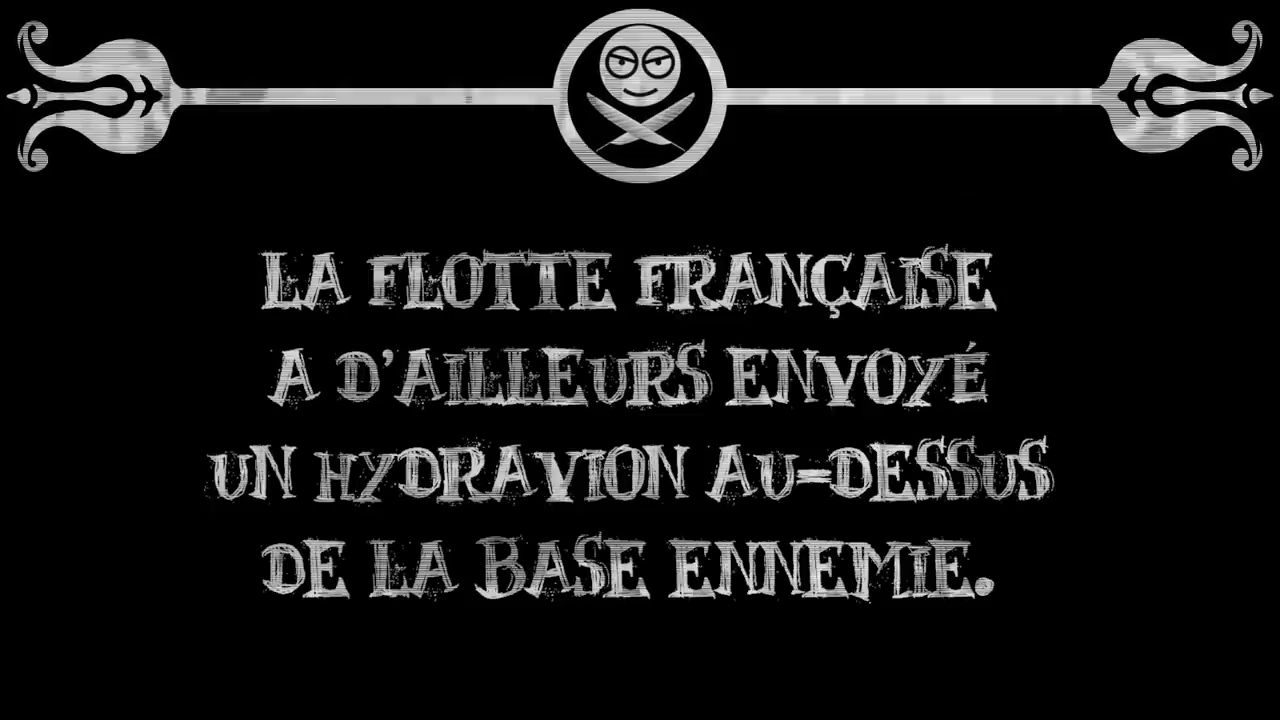 LA FLOTTE FRANÇAISE
A D'AILLEURS ENVOYÉ
UN HYDRAVION AU-DESSUS
DE LA BASE ENNEMIE.